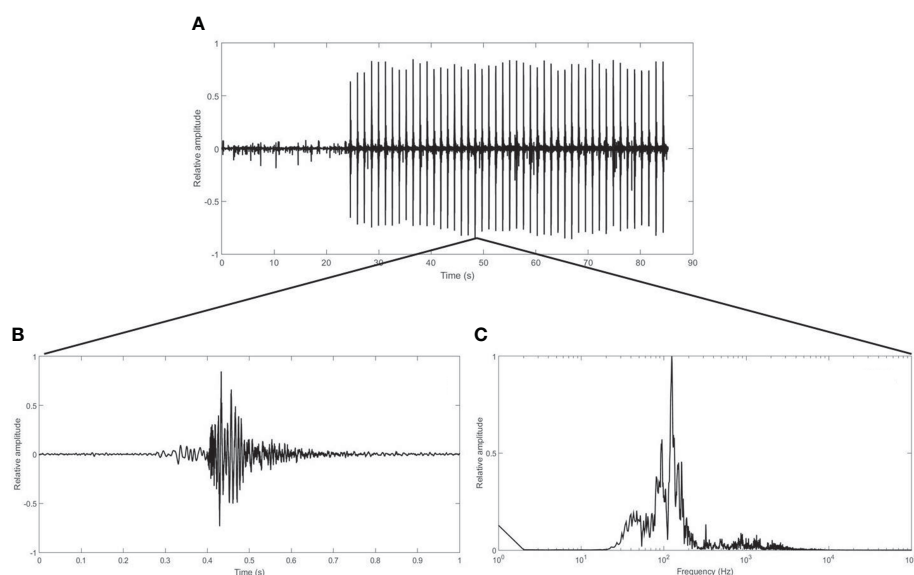 A
1
0.5
0
-0.5
-1
Relative amplitude
0 10 20 30 40 50 60 70 80 90
Time (s)
B
1
0.5
0
-0.5
-1
Relative amplitude
0 0.1 0.2 0.3 0.4 0.5 0.6 0.7 0.8 0.9 1
Time (s)
C
1
0.5
0
Relative amplitude
10⁰ 10¹ 10² 10³ 10⁴
Frequency (Hz)